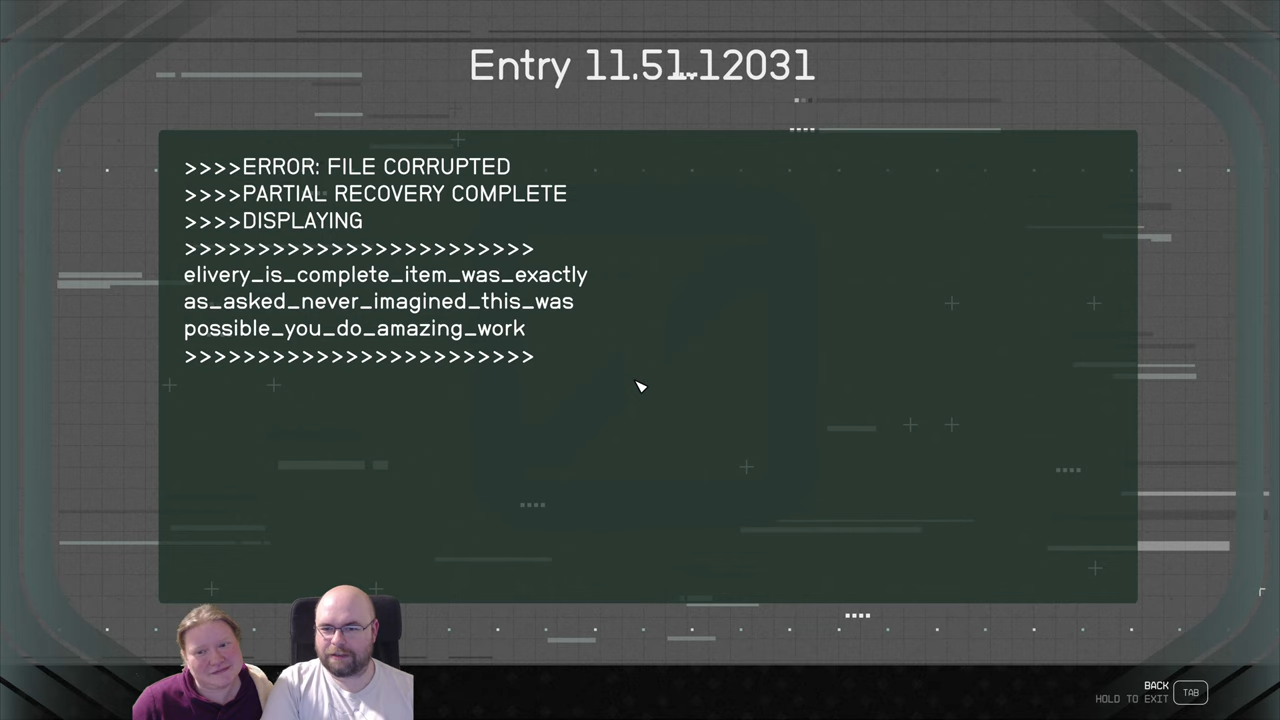 Entry 11.51.12031
>>>>ERROR: FILE CORRUPTED
>>>>PARTIAL RECOVERY COMPLETE
>>>>DISPLAYING
>>>>>>>>>>>>>>>>>>>>>>>>
elivery_is_complete_item_was_exactly
as_asked_never_imagined_this_was
possible_you_do_amazing_work
>>>>>>>>>>>>>>>>>>>>>>>>
BACK
HOLD TO EXIT TAB